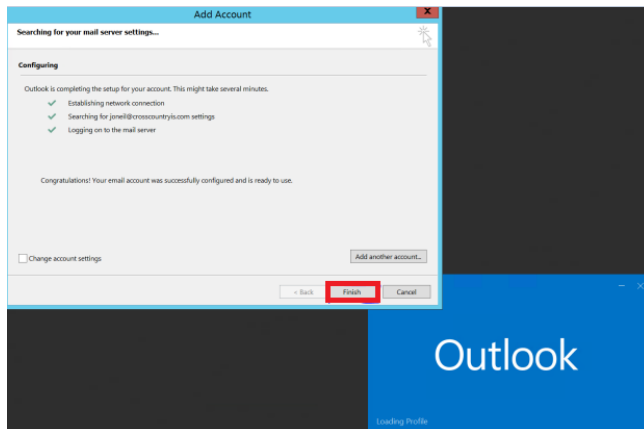 Add Account
X
Searching for your mail server settings...
Configuring
Outlook is completing the setup for your account. This might take several minutes.
Establishing network connection
Searching for joneil@crosscountryis.com settings
Logging on to the mail server
Congratulations! Your email account was successfully configured and is ready to use.
Change account settings
Add another account...
< Back
Finish
Cancel
Outlook
Loading Profile